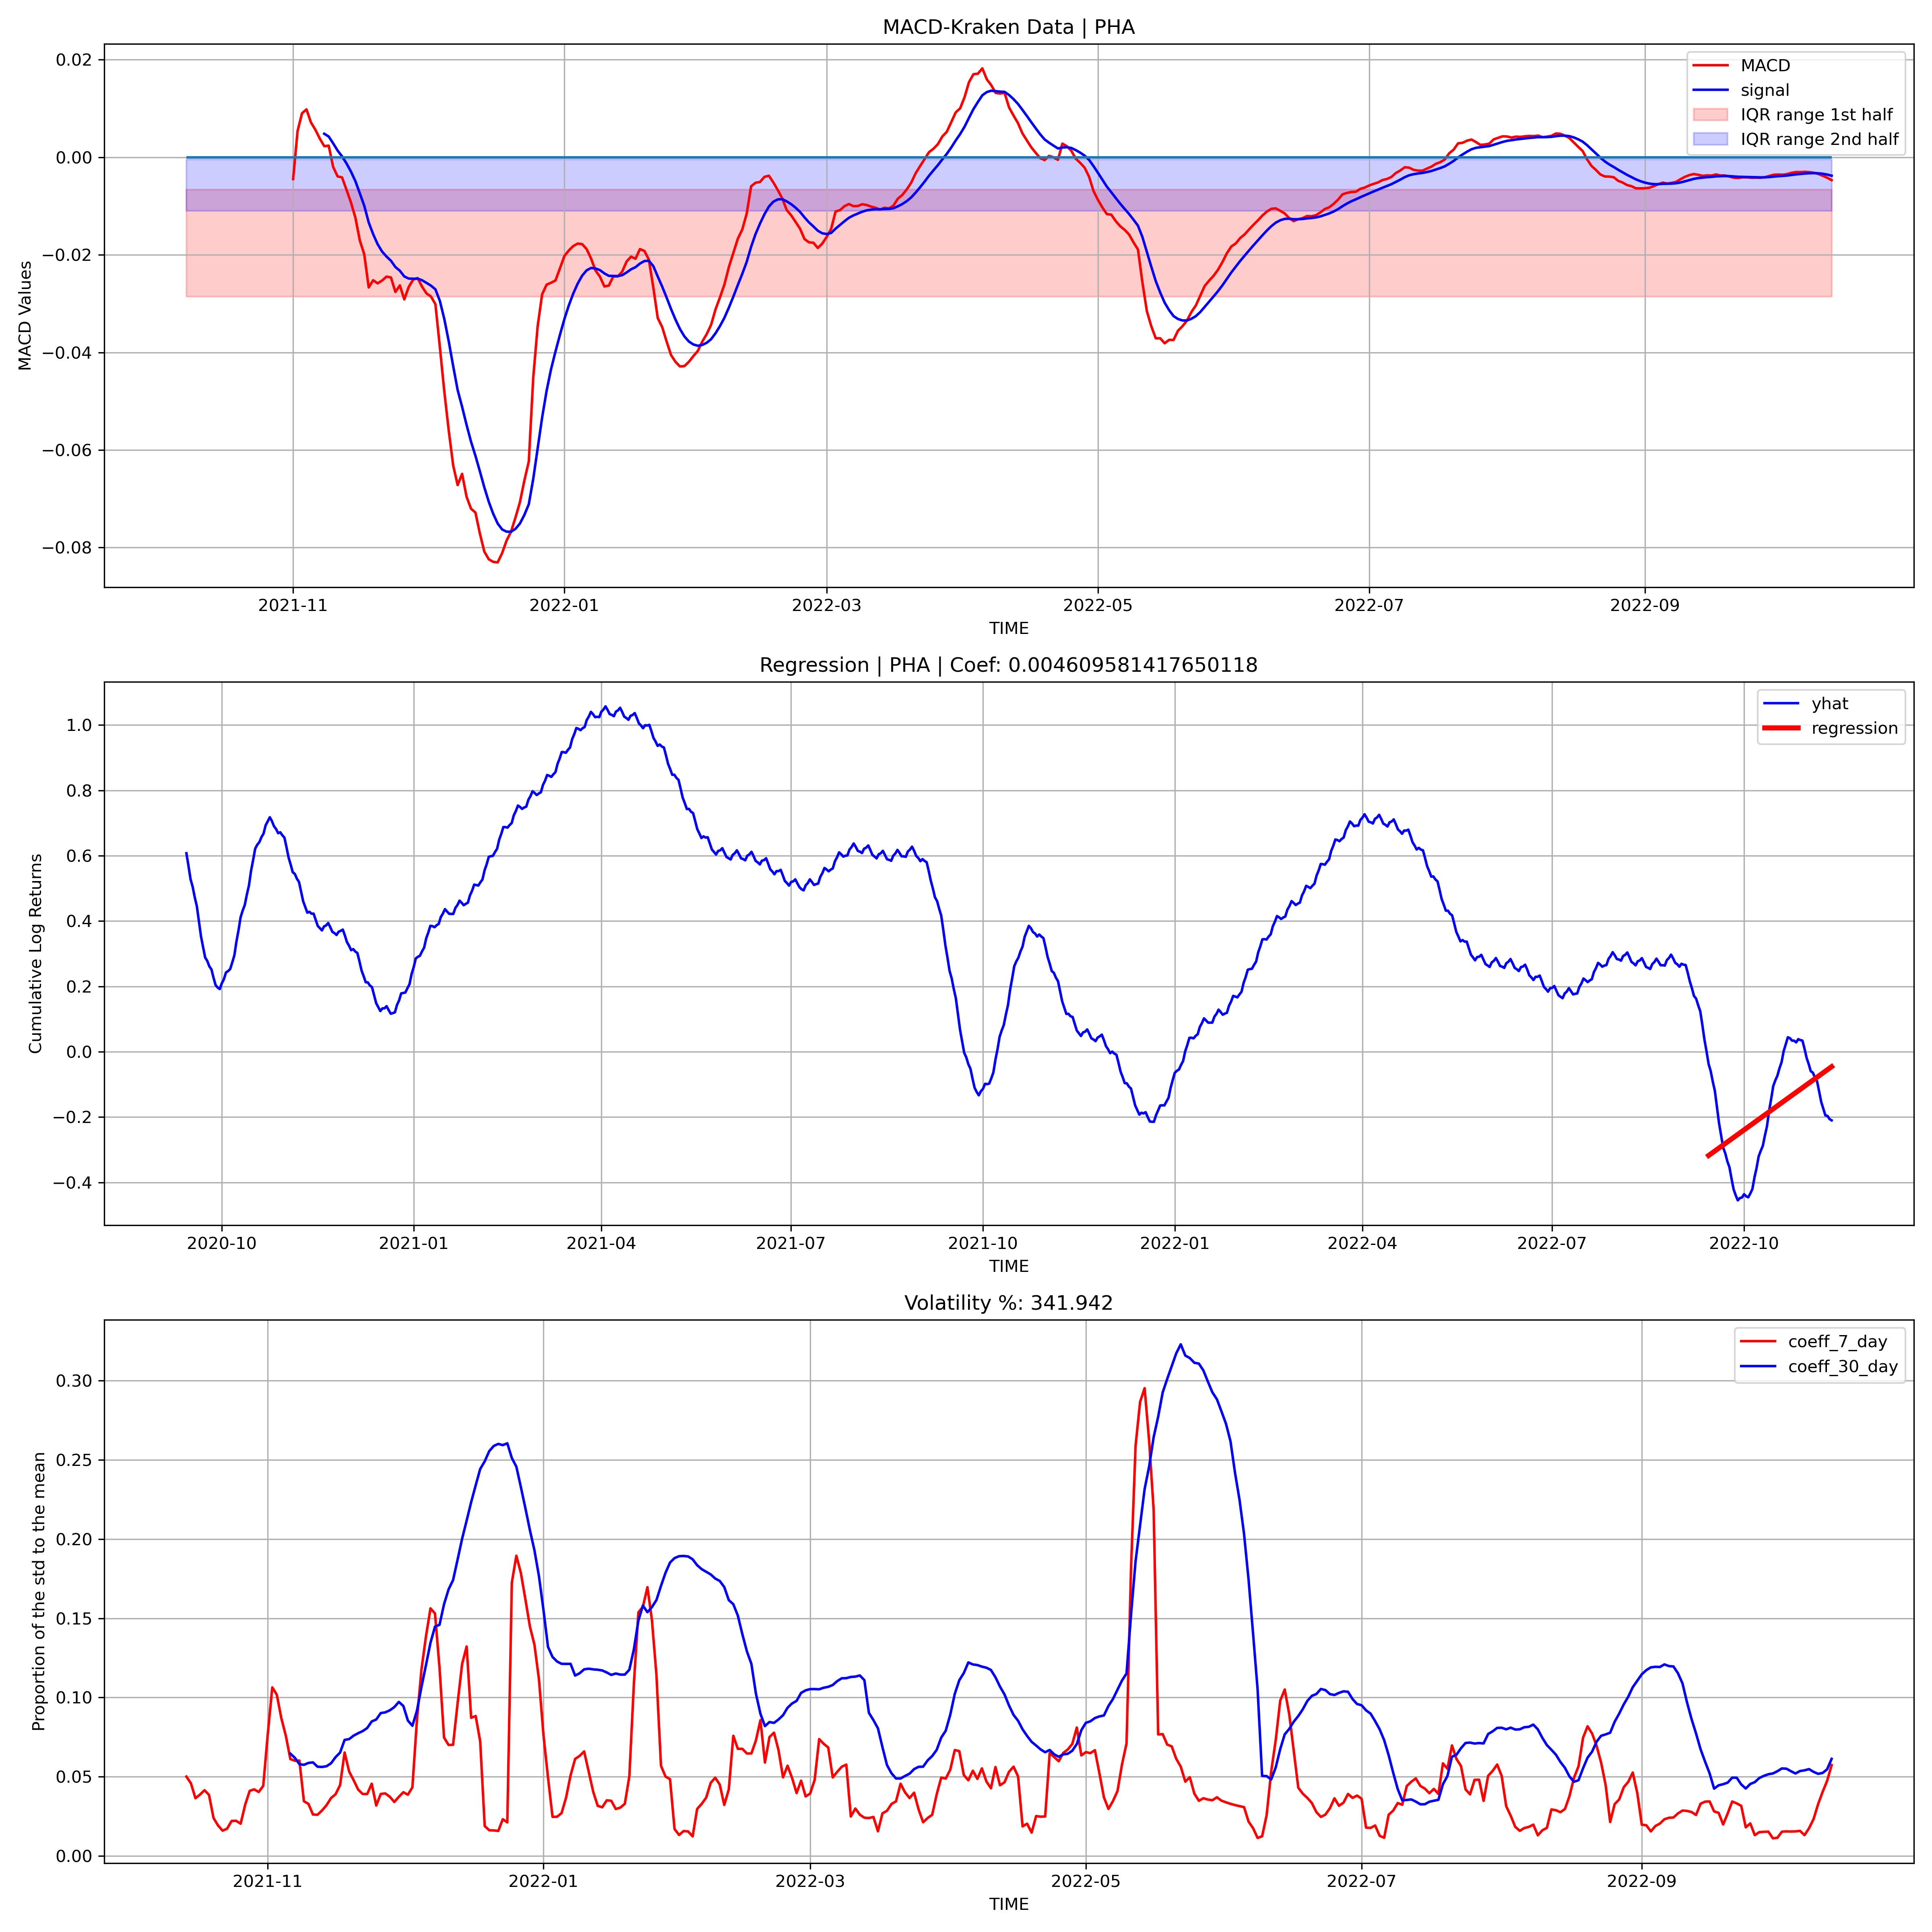 MACD-Kraken Data | PHA
MACD
signal
IQR range 1st half
IQR range 2nd half
MACD Values
0.02
0.00
−0.02
−0.04
−0.06
−0.08
2021-11
2022-01
2022-03
2022-05
2022-07
2022-09
TIME
Regression | PHA | Coef: 0.004609581417650118
yhat
regression
Cumulative Log Returns
1.0
0.8
0.6
0.4
0.2
0.0
−0.2
−0.4
2020-10
2021-01
2021-04
2021-07
2021-10
2022-01
2022-04
2022-07
2022-10
TIME
Volatility %: 341.942
coeff_7_day
coeff_30_day
Proportion of the std to the mean
0.30
0.25
0.20
0.15
0.10
0.05
0.00
2021-11
2022-01
2022-03
2022-05
2022-07
2022-09
TIME